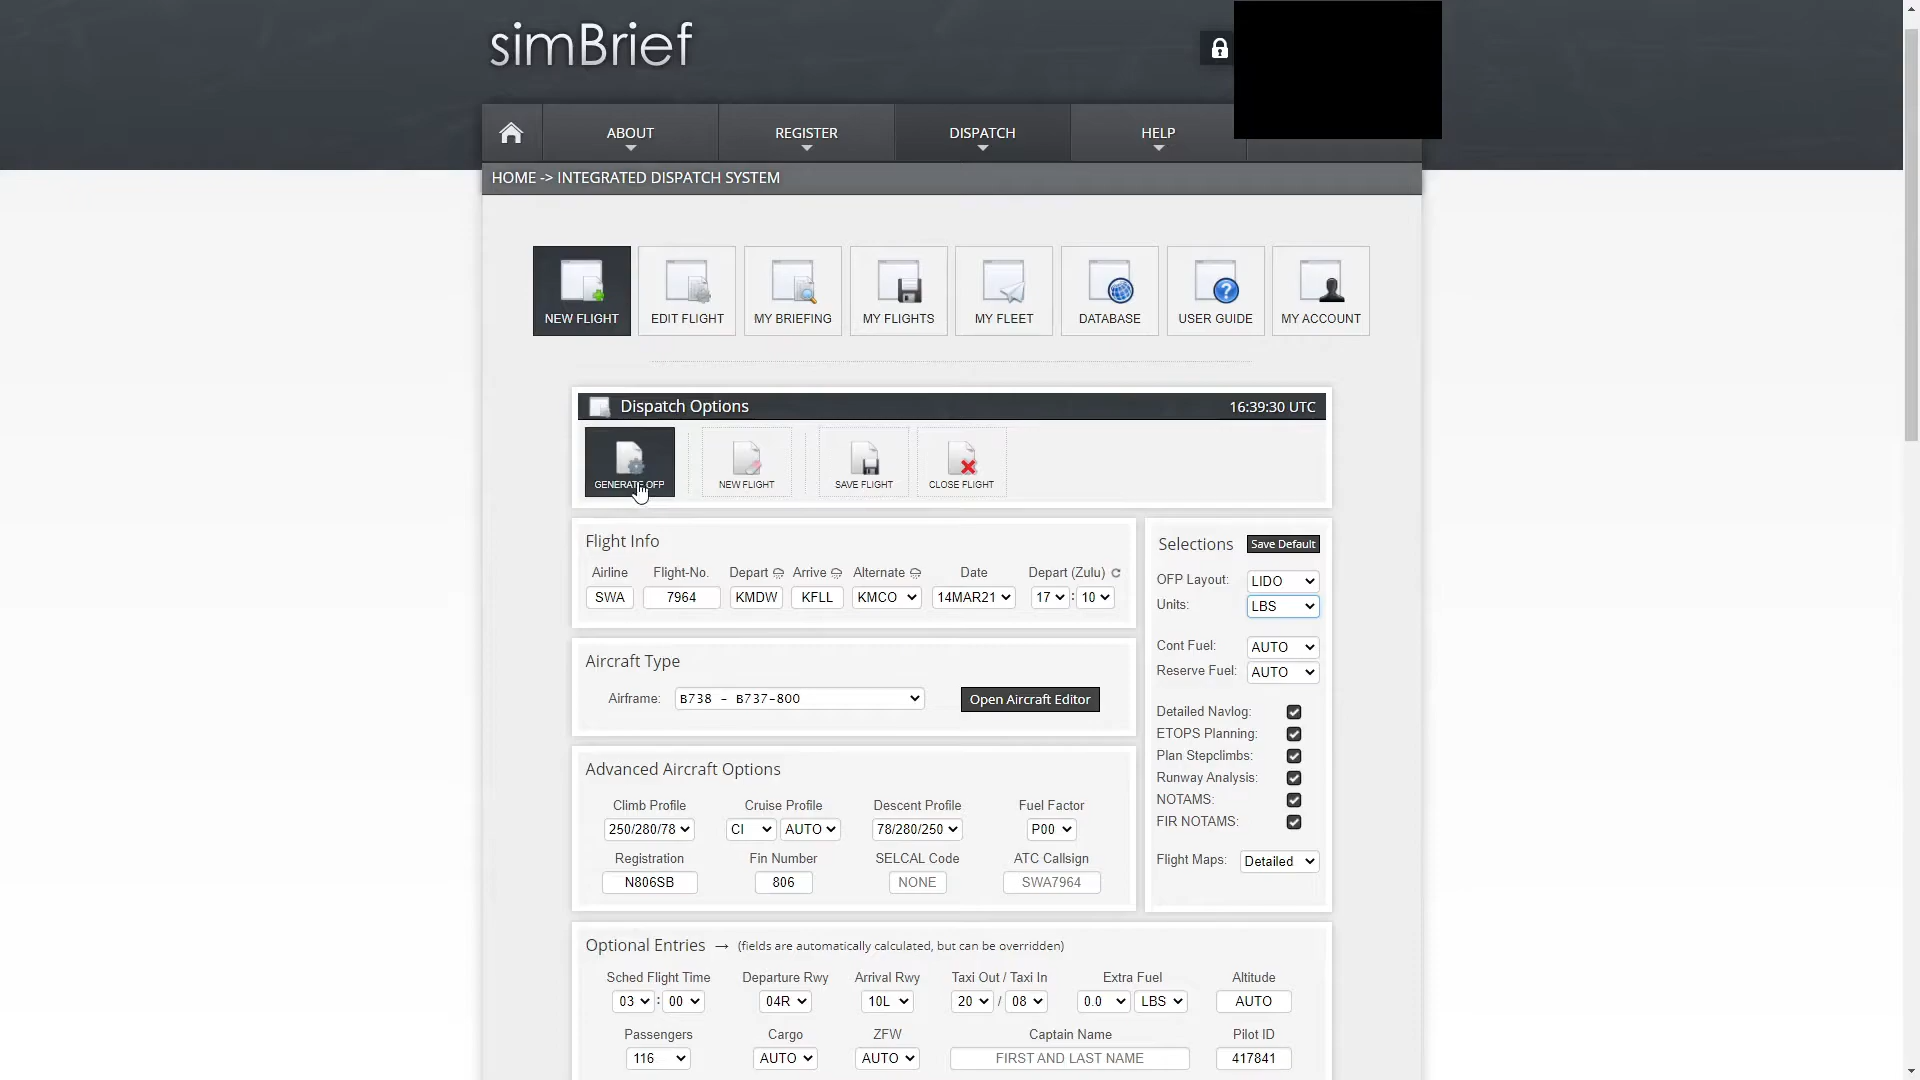 simBrief
ABOUT REGISTER DISPATCH HELP
HOME -> INTEGRATED DISPATCH SYSTEM
NEW FLIGHT EDIT FLIGHT MY BRIEFING MY FLIGHTS MY FLEET DATABASE USER GUIDE MY ACCOUNT
Dispatch Options 16:39:30 UTC
GENERATE OFP NEW FLIGHT SAVE FLIGHT CLOSE FLIGHT
Flight Info
Airline Flight-No. Depart Arrive Alternate Date Depart (Zulu)
SWA 7964 KMDW KFLL KMCO 14MAR21 17 : 10
Aircraft Type
Airframe: B738 - B737-800 Open Aircraft Editor
Advanced Aircraft Options
Climb Profile Cruise Profile Descent Profile Fuel Factor
250/280/78 CI AUTO 78/280/250 P00
Registration Fin Number SELCAL Code ATC Callsign
N806SB 806 NONE SWA7964
Selections Save Default
OFP Layout: LIDO
Units: LBS
Cont Fuel: AUTO
Reserve Fuel: AUTO
Detailed Navlog:
ETOPS Planning:
Plan Stepclimbs:
Runway Analysis:
NOTAMS:
FIR NOTAMS:
Flight Maps: Detailed
Optional Entries → (fields are automatically calculated, but can be overridden)
Sched Flight Time Departure Rwy Arrival Rwy Taxi Out / Taxi In Extra Fuel Altitude
03 : 00 04R 10L 20 / 08 0.0 LBS AUTO
Passengers Cargo ZFW Captain Name Pilot ID
116 AUTO AUTO FIRST AND LAST NAME 417841